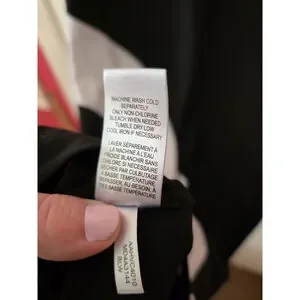 MACHINE WASH COLD
SEPARATELY
ONLY NON-CHLORINE
BLEACH WHEN NEEDED
TUMBLE DRY LOW
COOL IRON IF NECESSARY
LAVER SÉPARÉMENT À
LA MACHINE À L'EAU
FROIDE BLANCHIR SANS
CHLORE SI NÉCESSAIRE
SÉCHER PAR CULBUTAGE
À BASSE TEMPÉRATURE
REPASSER, AU BESOIN, À
BASSE TEMPÉRATURE